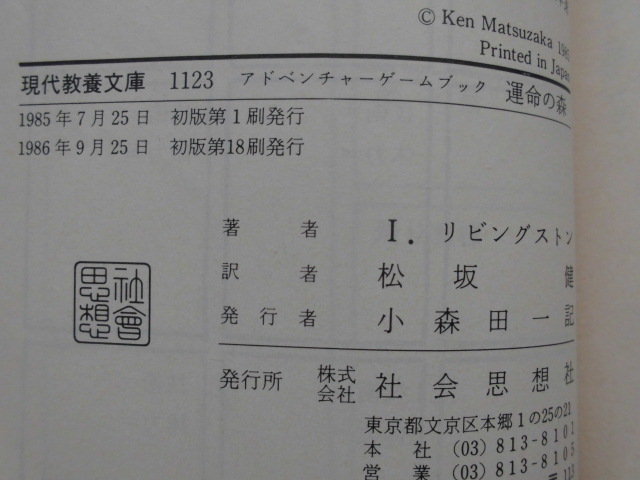 © Ken Matsuzaka 198
Printed in Japan
現代教養文庫 1123 アドベンチャーゲームブック 運命の森
1985年7月25日 初版第1刷発行
1986年9月25日 初版第18刷発行
著者 I. リビングストン
訳者 松坂健
発行者 小森田一記
社會思想
発行所 株式会社 社会思想社
東京都文京区本郷1の25の21
本社 (03) 813-8101
営業 (03) 813-8105
〒113